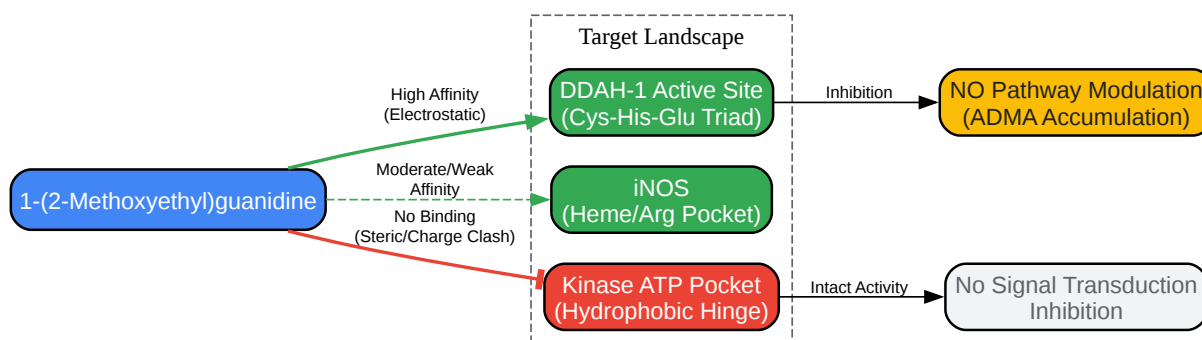 Target Landscape
1-(2-Methoxyethyl)guanidine
High Affinity
(Electrostatic)
DDAH-1 Active Site
(Cys-His-Glu Triad)
Inhibition
NO Pathway Modulation
(ADMA Accumulation)
Moderate/Weak
Affinity
iNOS
(Heme/Arg Pocket)
No Binding
(Steric/Charge Clash)
Kinase ATP Pocket
(Hydrophobic Hinge)
Intact Activity
No Signal Transduction
Inhibition